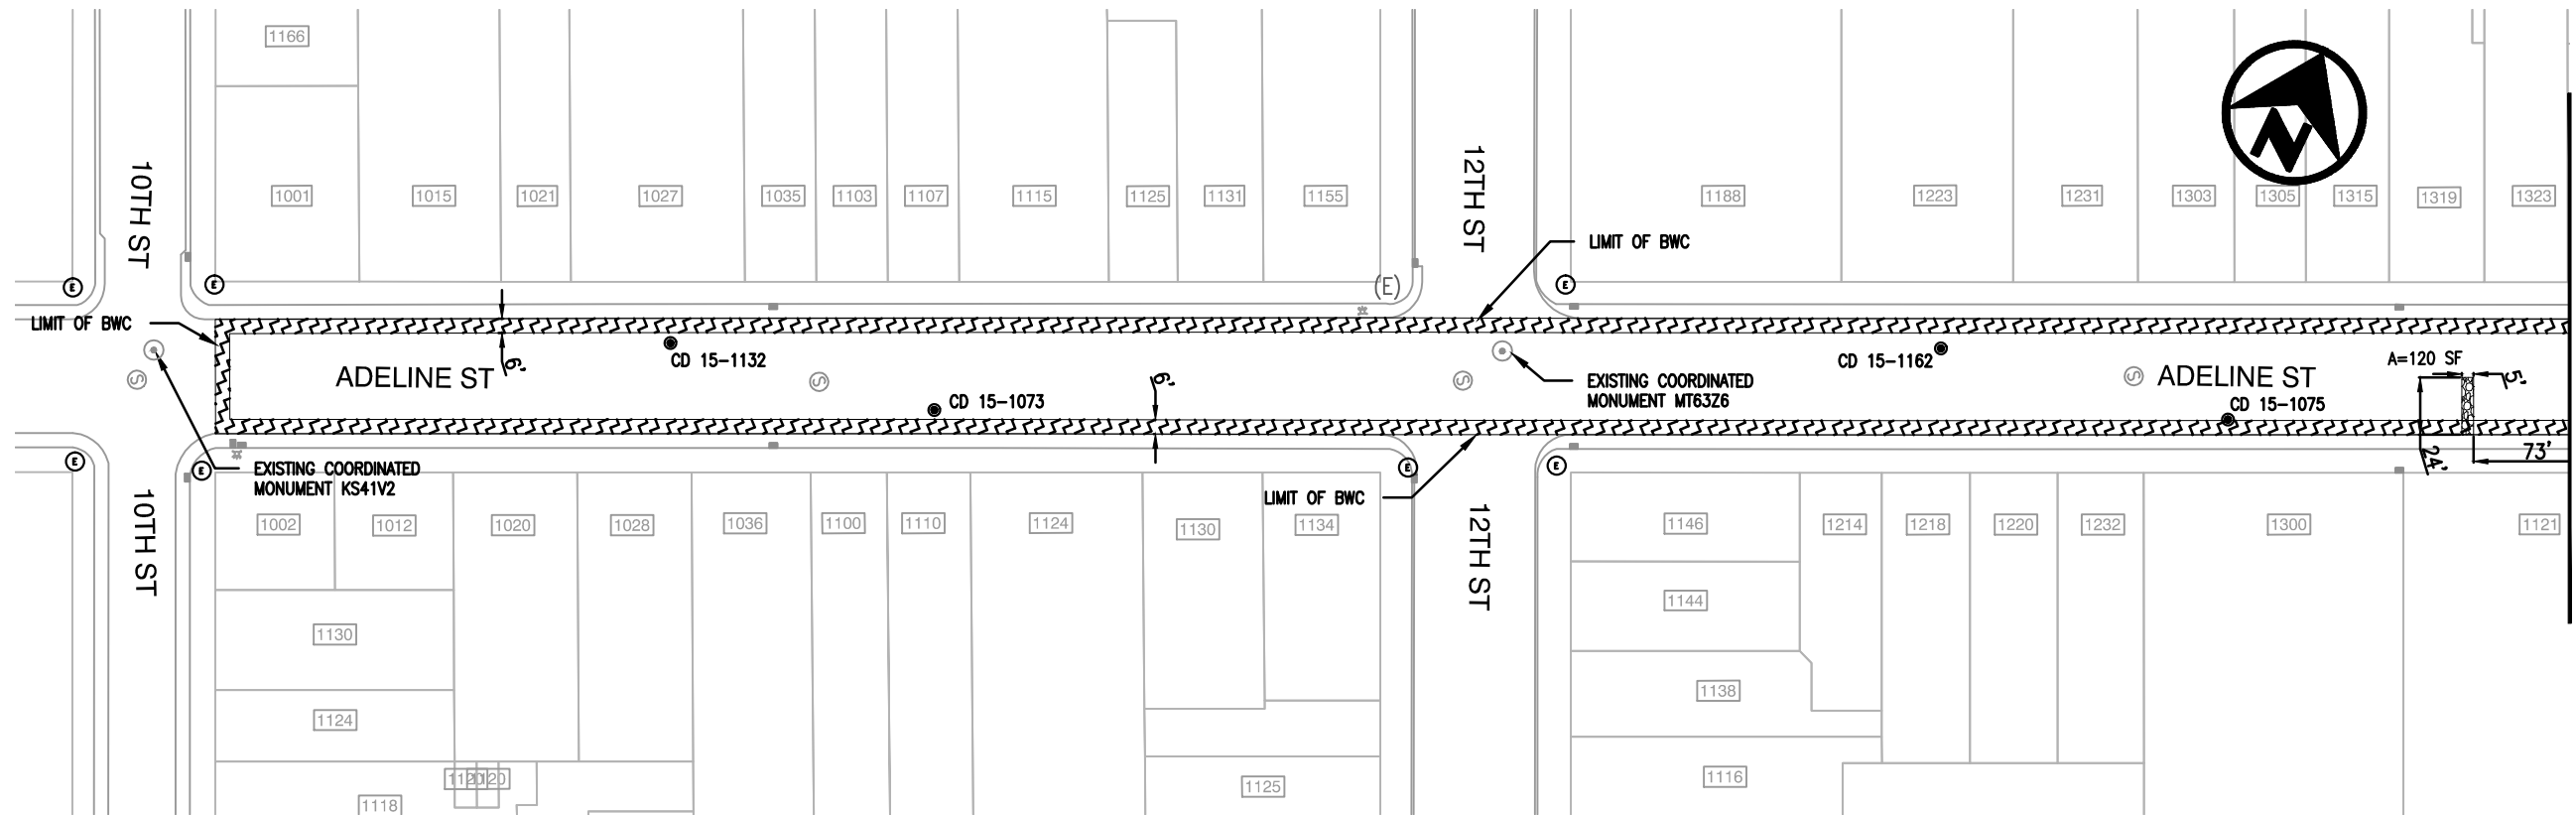 1166
10TH ST
1001
1015
1021
1027
1035
1103
1107
1115
1125
1131
1155
12TH ST
1188
1223
1231
1303
1305
1315
1319
1323
N
LIMIT OF BWC
E
E
(E)
E
LIMIT OF BWC
6'
CD 15-1132
ADELINE ST
S
S
CD 15-1073
6'
S
EXISTING COORDINATED
MONUMENT MT63Z6
CD 15-1162
S
ADELINE ST
A=120 SF
5'
CD 15-1075
24'
73'
E
E
EXISTING COORDINATED
MONUMENT KS41V2
LIMIT OF BWC
E
E
10TH ST
1002
1012
1020
1028
1036
1100
1110
1124
1130
1134
12TH ST
1146
1214
1218
1220
1232
1300
1121
1130
1144
1124
1138
1120
1118
1125
1116